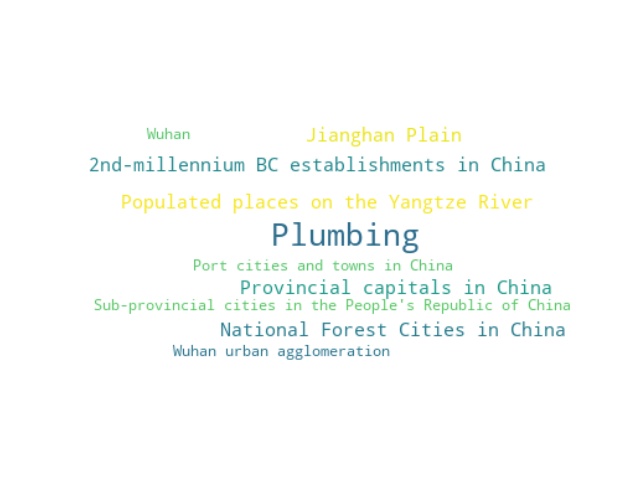 Wuhan
Jianghan Plain
2nd-millennium BC establishments in China
Populated places on the Yangtze River
Plumbing
Port cities and towns in China
Provincial capitals in China
Sub-provincial cities in the People's Republic of China
National Forest Cities in China
Wuhan urban agglomeration